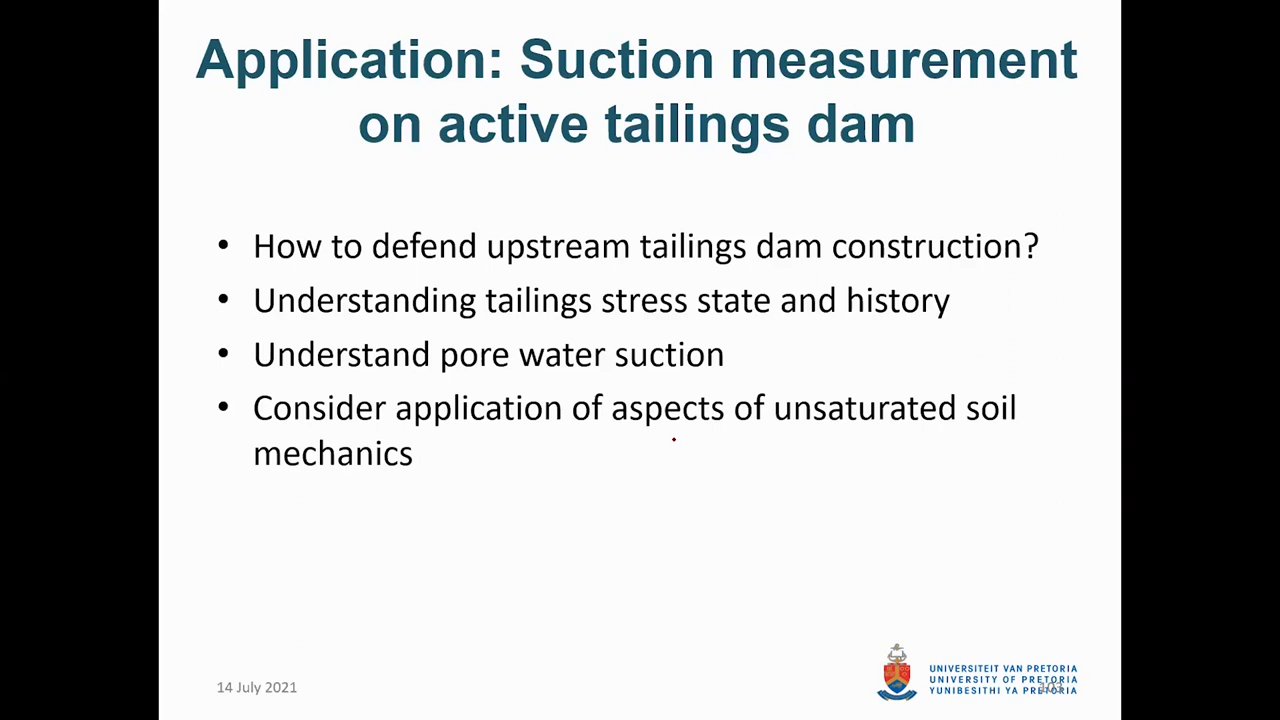 Application: Suction measurement
on active tailings dam
• How to defend upstream tailings dam construction?
• Understanding tailings stress state and history
• Understand pore water suction
• Consider application of aspects of unsaturated soil
mechanics
14 July 2021
UNIVERSITEIT VAN PRETORIA
UNIVERSITY OF PRETORIA
YUNIBESITHI YA PRETORIA